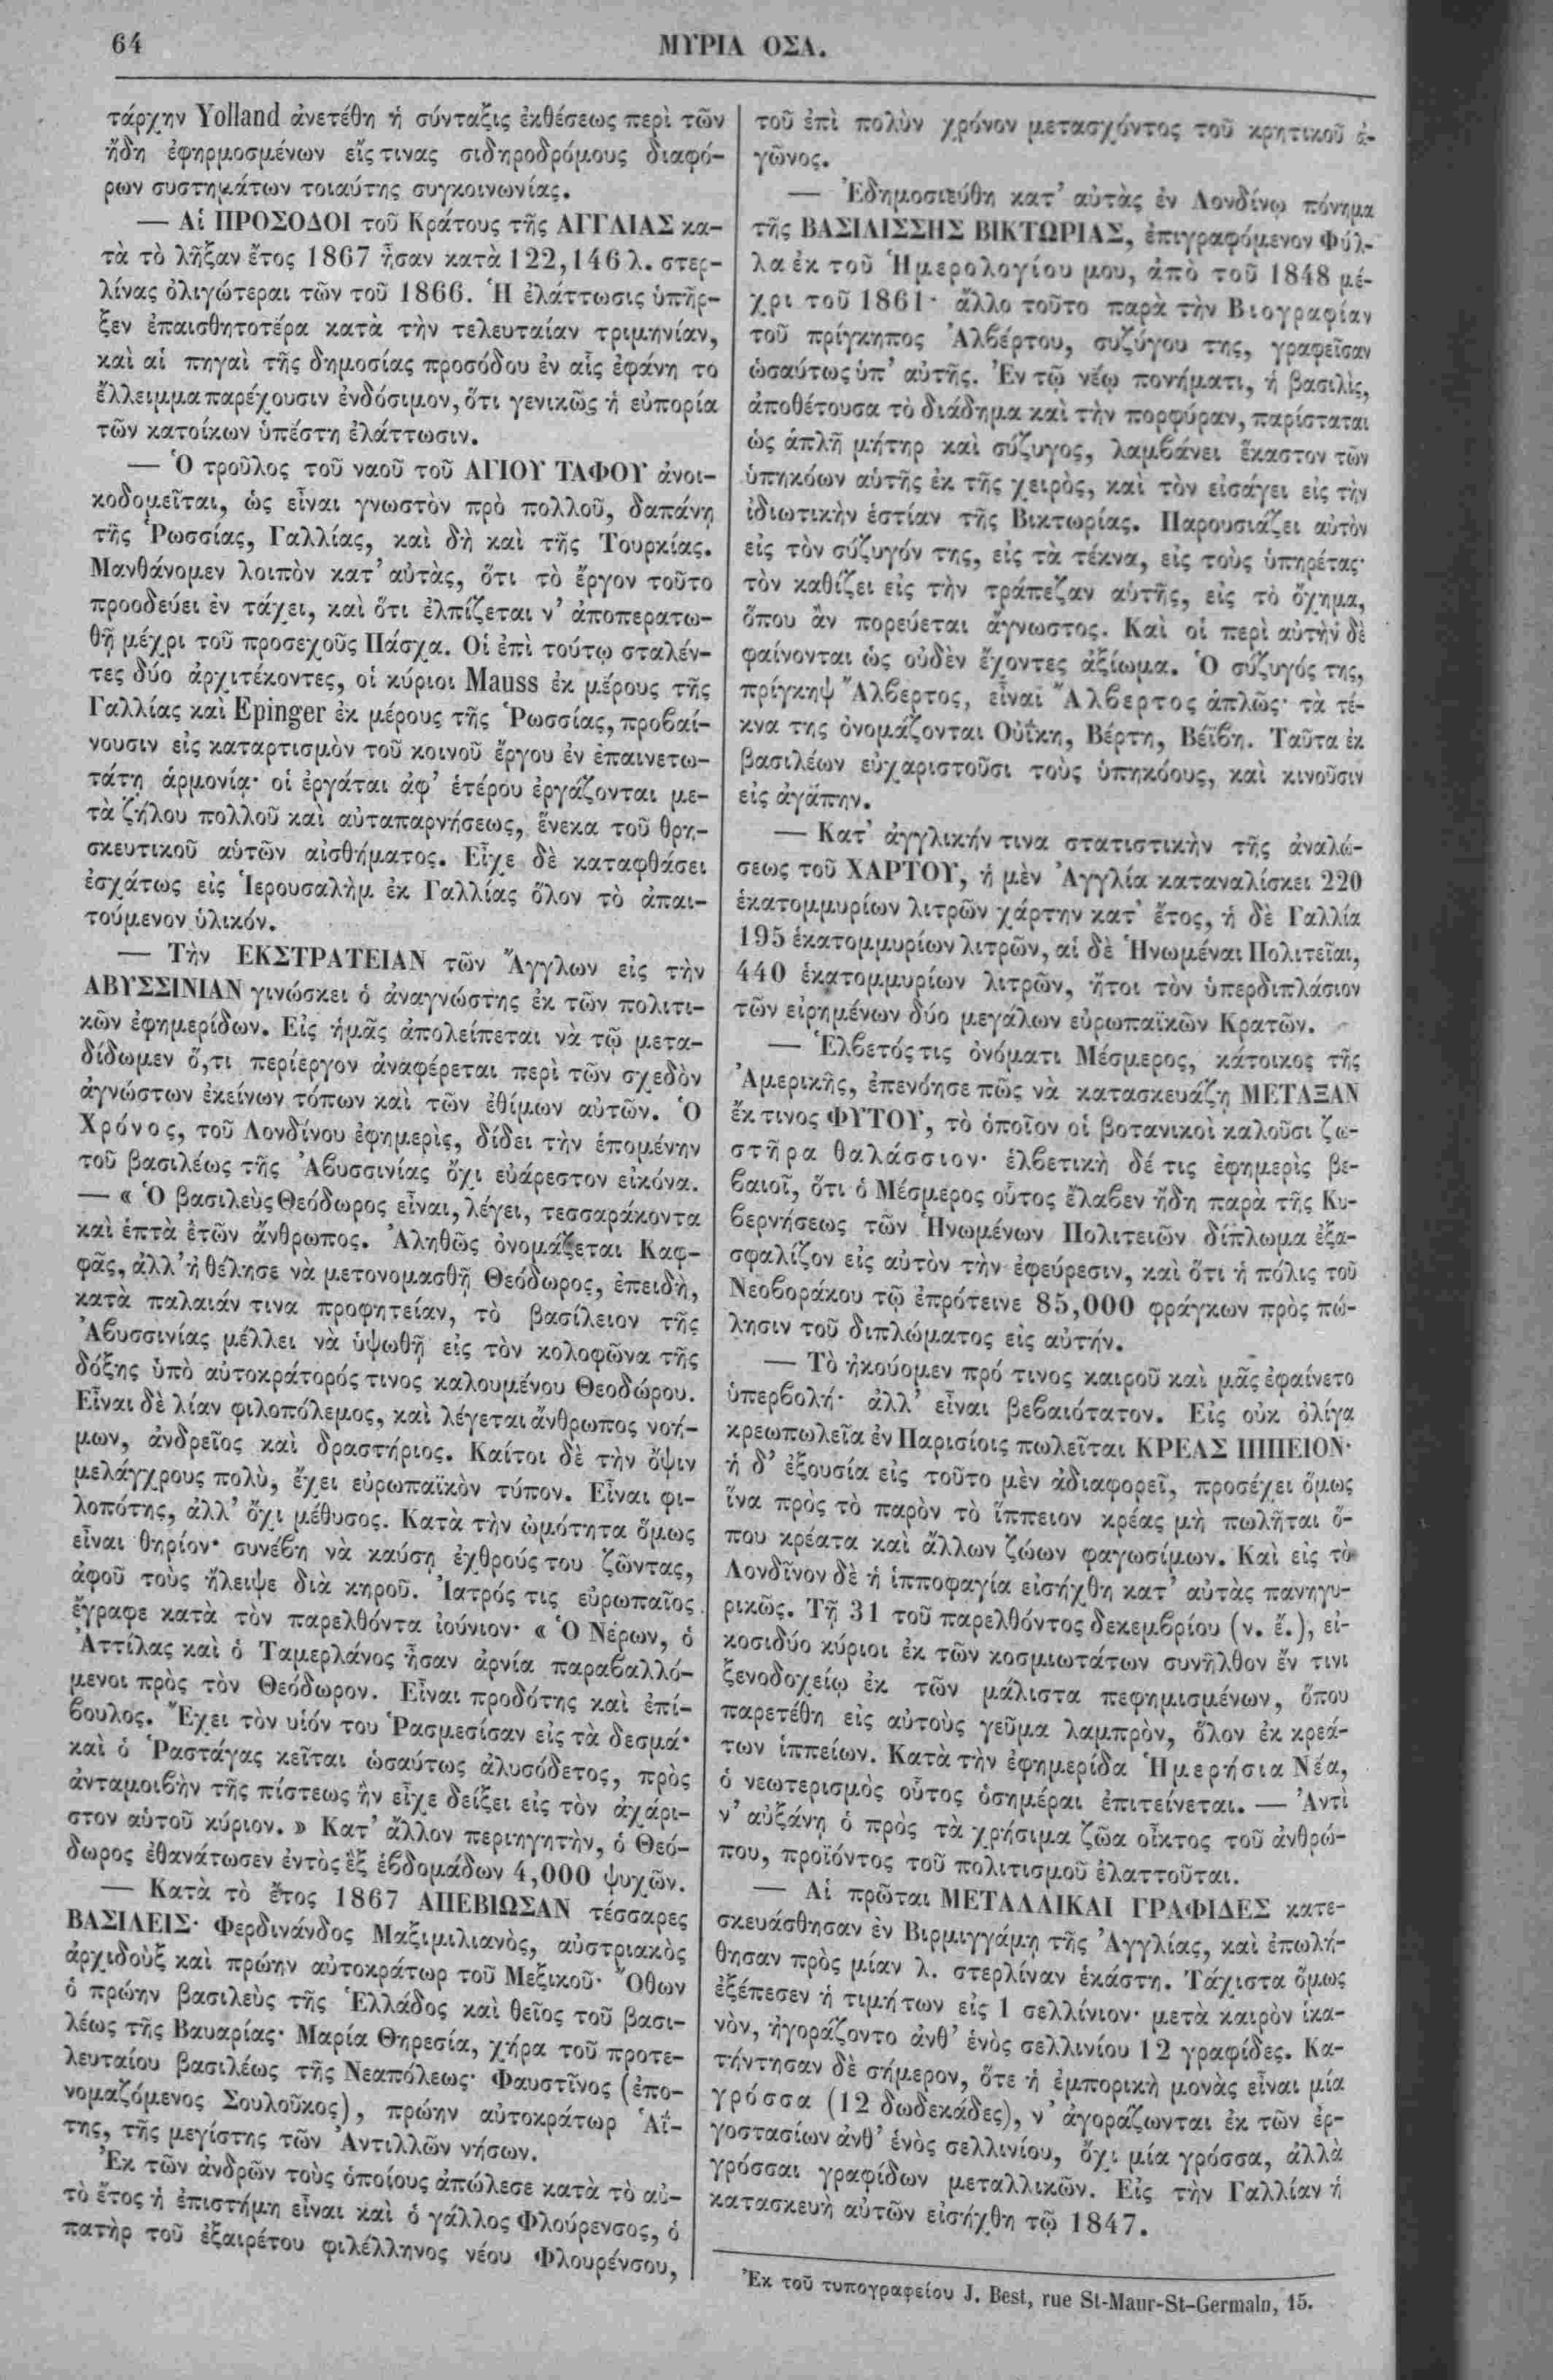 64
ΜΥΡΙΑ ΟΣΑ.
τάρχην Yolland ἀνετέθη ἡ σύνταξις ἐκθέσεως περὶ τῶν
ἤδη ἐφηρμοσμένων εἴς τινας σιδηροδρόμους διαφό-
ρων συστημάτων τοιαύτης συγκοινωνίας.
— Αἱ ΠΡΟΣΟΔΟΙ τοῦ Κράτους τῆς ΑΓΓΛΙΑΣ κα-
τὰ τὸ λῆξαν ἔτος 1867 ἦσαν κατὰ 122,146 λ. στερ-
λίνας ὀλιγώτεραι τῶν τοῦ 1866. Ἡ ἐλάττωσις ὑπῆρ-
ξεν ἐπαισθητοτέρα κατὰ τὴν τελευταίαν τριμηνίαν,
καὶ αἱ πηγαὶ τῆς δημοσίας προσόδου ἐν αἷς ἐφάνη το
ἔλλειμμα παρέχουσιν ἐνδόσιμον, ὅτι γενικῶς ἡ εὐπορία
τῶν κατοίκων ὑπέστη ἐλάττωσιν.
— Ὁ τροῦλος τοῦ ναοῦ τοῦ ΑΓΙΟΥ ΤΑΦΟΥ ἀνοι-
κοδομεῖται, ὡς εἶναι γνωστὸν πρὸ πολλοῦ, δαπάνῃ
τῆς Ῥωσσίας, Γαλλίας, καὶ δὴ καὶ τῆς Τουρκίας.
Μανθάνομεν λοιπὸν κατ' αὐτὰς, ὅτι τὸ ἔργον τοῦτο
προοδεύει ἐν τάχει, καὶ ὅτι ἐλπίζεται ν' ἀποπερατω-
θῇ μέχρι τοῦ προσεχοῦς Πάσχα. Οἱ ἐπὶ τούτῳ σταλέν-
τες δύο ἀρχιτέκοντες, οἱ κύριοι Mauss ἐκ μέρους τῆς
Γαλλίας καὶ Epinger ἐκ μέρους τῆς Ῥωσσίας, προβαί-
νουσιν εἰς καταρτισμὸν τοῦ κοινοῦ ἔργου ἐν ἐπαινετω-
τάτῃ ἁρμονίᾳ· οἱ ἐργάται ἀφ' ἑτέρου ἐργάζονται με-
τὰ ζήλου πολλοῦ καὶ αὐταπαρνήσεως, ἕνεκα τοῦ θρη-
σκευτικοῦ αὑτῶν αἰσθήματος. Εἶχε δὲ καταφθάσει
ἐσχάτως εἰς Ἱερουσαλὴμ ἐκ Γαλλίας ὅλον τὸ ἀπαι-
τούμενον ὑλικόν.
— Τὴν ΕΚΣΤΡΑΤΕΙΑΝ τῶν Ἄγγλων εἰς τὴν
ΑΒΥΣΣΙΝΙΑΝ γινώσκει ὁ ἀναγνώστης ἐκ τῶν πολιτι-
κῶν ἐφημερίδων. Εἰς ἡμᾶς ἀπολείπεται νὰ τῷ μετα-
δίδωμεν ὅ,τι περίεργον ἀναφέρεται περὶ τῶν σχεδὸν
ἀγνώστων ἐκείνων τόπων καὶ τῶν ἐθίμων αὐτῶν. Ὁ
Χρόνος, τοῦ Λονδίνου ἐφημερὶς, δίδει τὴν ἑπομένην
τοῦ βασιλέως τῆς Ἀβυσσινίας ὄχι εὐάρεστον εἰκόνα.
— « Ὁ βασιλεὺς Θεόδωρος εἶναι, λέγει, τεσσαράκοντα
καὶ ἑπτὰ ἐτῶν ἄνθρωπος. Ἀληθῶς ὀνομάζεται Καφ-
φᾶς, ἀλλ' ἠθέλησε νὰ μετονομασθῇ Θεόδωρος, ἐπειδὴ,
κατὰ παλαιάν τινα προφητείαν, τὸ βασίλειον τῆς
Ἀβυσσινίας μέλλει νὰ ὑψωθῇ εἰς τὸν κολοφῶνα τῆς
δόξης ὑπὸ αὐτοκράτορός τινος καλουμένου Θεοδώρου.
Εἶναι δὲ λίαν φιλοπόλεμος, καὶ λέγεται ἄνθρωπος νοή-
μων, ἀνδρεῖος καὶ δραστήριος. Καίτοι δὲ τὴν ὄψιν
μελάγχρους πολὺ, ἔχει εὐρωπαϊκὸν τύπον. Εἶναι φι-
λοπότης, ἀλλ' ὄχι μέθυσος. Κατὰ τὴν ὠμότητα ὅμως
εἶναι θηρίον· συνέβη νὰ καύσῃ ἐχθρούς του ζῶντας,
ἀφοῦ τοὺς ἤλειψε διὰ κηροῦ. Ἰατρός τις εὐρωπαῖος
ἔγραφε κατὰ τὸν παρελθόντα ἰούνιον· « Ὁ Νέρων, ὁ
Ἀττίλας καὶ ὁ Ταμερλάνος ἦσαν ἀρνία παραβαλλό-
μενοι πρὸς τὸν Θεόδωρον. Εἶναι προδότης καὶ ἐπί-
βουλος. Ἔχει τὸν υἱόν του Ῥασμεσίσαν εἰς τὰ δεσμά·
καὶ ὁ Ῥαστάγας κεῖται ὡσαύτως ἁλυσόδετος, πρὸς
ἀνταμοιβὴν τῆς πίστεως ἣν εἶχε δείξει εἰς τὸν ἀχάρι-
στον αὑτοῦ κύριον. » Κατ' ἄλλον περιηγητὴν, ὁ Θεό-
δωρος ἐθανάτωσεν ἐντὸς ἓξ ἑβδομάδων 4,000 ψυχῶν.
— Κατὰ τὸ ἔτος 1867 ΑΠΕΒΙΩΣΑΝ τέσσαρες
ΒΑΣΙΛΕΙΣ· Φερδινάνδος Μαξιμιλιανὸς, αὐστριακὸς
ἀρχιδοὺξ καὶ πρώην αὐτοκράτωρ τοῦ Μεξικοῦ· Ὄθων
ὁ πρώην βασιλεὺς τῆς Ἑλλάδος καὶ θεῖος τοῦ βασι-
λέως τῆς Βαυαρίας· Μαρία Θηρεσία, χήρα τοῦ προτε-
λευταίου βασιλέως τῆς Νεαπόλεως· Φαυστῖνος (ἐπο-
νομαζόμενος Σουλοῦκος), πρώην αὐτοκράτωρ Ἁΐ-
της, τῆς μεγίστης τῶν Ἀντιλλῶν νήσων.
Ἐκ τῶν ἀνδρῶν τοὺς ὁποίους ἀπώλεσε κατὰ τὸ αὐ-
τὸ ἔτος ἡ ἐπιστήμη εἶναι καὶ ὁ γάλλος Φλούρενσος, ὁ
πατὴρ τοῦ ἐξαιρέτου φιλέλληνος νέου Φλουρένσου,
τοῦ ἐπὶ πολὺν χρόνον μετασχόντος τοῦ κρητικοῦ ἀ-
γῶνος.
— Ἐδημοσιεύθη κατ' αὐτὰς ἐν Λονδίνῳ πόνημα
τῆς ΒΑΣΙΛΙΣΣΗΣ ΒΙΚΤΩΡΙΑΣ, ἐπιγραφόμενον Φύλ-
λα ἐκ τοῦ Ἡμερολογίου μου, ἀπὸ τοῦ 1848 μέ-
χρι τοῦ 1861· ἄλλο τοῦτο παρὰ τὴν Βιογραφίαν
τοῦ πρίγκηπος Ἀλβέρτου, συζύγου της, γραφεῖσαν
ὡσαύτως ὑπ' αὐτῆς. Ἐν τῷ νέῳ πονήματι, ἡ βασιλὶς,
ἀποθέτουσα τὸ διάδημα καὶ τὴν πορφύραν, παρίσταται
ὡς ἁπλῆ μήτηρ καὶ σύζυγος, λαμβάνει ἕκαστον τῶν
ὑπηκόων αὑτῆς ἐκ τῆς χειρὸς, καὶ τὸν εἰσάγει εἰς τὴν
ἰδιωτικὴν ἑστίαν τῆς Βικτωρίας. Παρουσιάζει αὐτὸν
εἰς τὸν σύζυγόν της, εἰς τὰ τέκνα, εἰς τοὺς ὑπηρέτας·
τὸν καθίζει εἰς τὴν τράπεζαν αὑτῆς, εἰς τὸ ὄχημα,
ὅπου ἂν πορεύεται ἄγνωστος. Καὶ οἱ περὶ αὐτὴν δὲ
φαίνονται ὡς οὐδὲν ἔχοντες ἀξίωμα. Ὁ σύζυγός της,
πρίγκηψ Ἄλβερτος, εἶναι Ἄλβερτος ἁπλῶς· τὰ τέ-
κνα της ὀνομάζονται Οὐΐκη, Βέρτη, Βέϊβη. Ταῦτα ἐκ
βασιλέων εὐχαριστοῦσι τοὺς ὑπηκόους, καὶ κινοῦσιν
εἰς ἀγάπην.
— Κατ' ἀγγλικήν τινα στατιστικὴν τῆς ἀναλώ-
σεως τοῦ ΧΑΡΤΟΥ, ἡ μὲν Ἀγγλία καταναλίσκει 220
ἑκατομμυρίων λιτρῶν χάρτην κατ' ἔτος, ἡ δὲ Γαλλία
195 ἑκατομμυρίων λιτρῶν, αἱ δὲ Ἡνωμέναι Πολιτεῖαι,
440 ἑκατομμυρίων λιτρῶν, ἤτοι τὸν ὑπερδιπλάσιον
τῶν εἰρημένων δύο μεγάλων εὐρωπαϊκῶν Κρατῶν.
— Ἑλβετός τις ὀνόματι Μέσμερος, κάτοικος τῆς
Ἀμερικῆς, ἐπενόησε πῶς νὰ κατασκευάζῃ ΜΕΤΑΞΑΝ
ἔκ τινος ΦΥΤΟΥ, τὸ ὁποῖον οἱ βοτανικοὶ καλοῦσι ζω-
στῆρα θαλάσσιον· ἑλβετικὴ δέ τις ἐφημερὶς βε-
βαιοῖ, ὅτι ὁ Μέσμερος οὗτος ἔλαβεν ἤδη παρὰ τῆς Κυ-
βερνήσεως τῶν Ἡνωμένων Πολιτειῶν δίπλωμα ἐξα-
σφαλίζον εἰς αὐτὸν τὴν ἐφεύρεσιν, καὶ ὅτι ἡ πόλις τοῦ
Νεοβοράκου τῷ ἐπρότεινε 85,000 φράγκων πρὸς πώ-
λησιν τοῦ διπλώματος εἰς αὐτήν.
— Τὸ ἠκούομεν πρό τινος καιροῦ καὶ μᾶς ἐφαίνετο
ὑπερβολή· ἀλλ' εἶναι βεβαιότατον. Εἰς οὐκ ὀλίγα
κρεωπωλεῖα ἐν Παρισίοις πωλεῖται ΚΡΕΑΣ ΙΠΠΕΙΟΝ·
ἡ δ' ἐξουσία εἰς τοῦτο μὲν ἀδιαφορεῖ, προσέχει ὅμως
ἵνα πρὸς τὸ παρὸν τὸ ἵππειον κρέας μὴ πωλῆται ὅ-
που κρέατα καὶ ἄλλων ζώων φαγωσίμων. Καὶ εἰς τὸ
Λονδῖνον δὲ ἡ ἱπποφαγία εἰσήχθη κατ' αὐτὰς πανηγυ-
ρικῶς. Τῇ 31 τοῦ παρελθόντος δεκεμβρίου (ν. ἔ.), εἰ-
κοσιδύο κύριοι ἐκ τῶν κοσμιωτάτων συνῆλθον ἔν τινι
ξενοδοχείῳ ἐκ τῶν μάλιστα πεφημισμένων, ὅπου
παρετέθη εἰς αὐτοὺς γεῦμα λαμπρὸν, ὅλον ἐκ κρεά-
των ἱππείων. Κατὰ τὴν ἐφημερίδα Ἡμερήσια Νέα,
ὁ νεωτερισμὸς οὗτος ὁσημέραι ἐπιτείνεται. — Ἀντὶ
ν' αὐξάνῃ ὁ πρὸς τὰ χρήσιμα ζῶα οἶκτος τοῦ ἀνθρώ-
που, προϊόντος τοῦ πολιτισμοῦ ἐλαττοῦται.
— Αἱ πρῶται ΜΕΤΑΛΛΙΚΑΙ ΓΡΑΦΙΔΕΣ κατε-
σκευάσθησαν ἐν Βιρμιγγάμῃ τῆς Ἀγγλίας, καὶ ἐπωλή-
θησαν πρὸς μίαν λ. στερλίναν ἑκάστη. Τάχιστα ὅμως
ἐξέπεσεν ἡ τιμή των εἰς 1 σελλίνιον· μετὰ καιρὸν ἱκα-
νὸν, ἠγοράζοντο ἀνθ' ἑνὸς σελλινίου 12 γραφίδες. Κα-
τήντησαν δὲ σήμερον, ὅτε ἡ ἐμπορικὴ μονὰς εἶναι μία
γρόσσα (12 δωδεκάδες), ν' ἀγοράζωνται ἐκ τῶν ἐρ-
γοστασίων ἀνθ' ἑνὸς σελλινίου, ὄχι μία γρόσσα, ἀλλὰ
γρόσσαι γραφίδων μεταλλικῶν. Εἰς τὴν Γαλλίαν ἡ
κατασκευὴ αὐτῶν εἰσήχθη τῷ 1847.
Ἐκ τοῦ τυπογραφείου J. Best, rue St-Maur-St-Germain, 15.